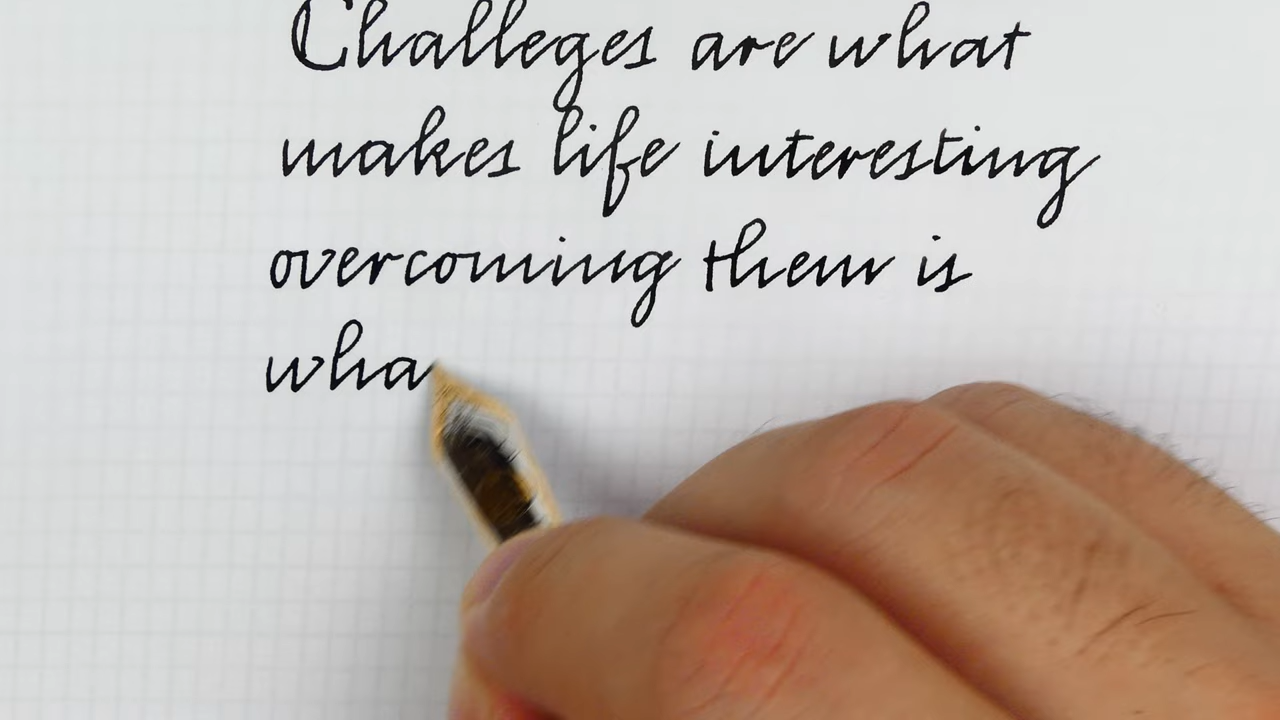 Challeges are what
makes life interesting
overcoming them is
wha